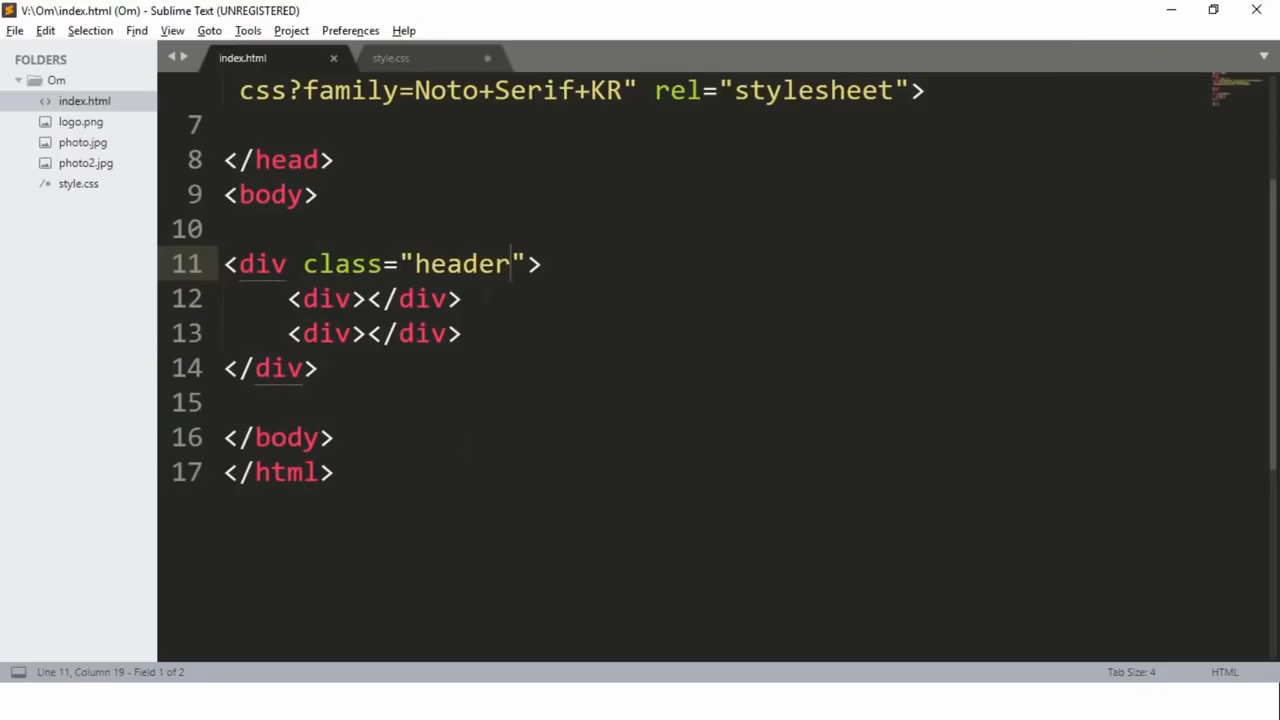 V:\Om\index.html (Om) - Sublime Text (UNREGISTERED)
File Edit Selection Find View Goto Tools Project Preferences Help
FOLDERS
Om
<> index.html
logo.png
photo.jpg
photo2.jpg
/* style.css
index.html ×
style.css
css?family=Noto+Serif+KR" rel="stylesheet">
7
8 </head>
9 <body>
10
11 <div class="header">
12 <div></div>
13 <div></div>
14 </div>
15
16 </body>
17 </html>
Line 11, Column 19 - Field 1 of 2
Tab Size: 4
HTML